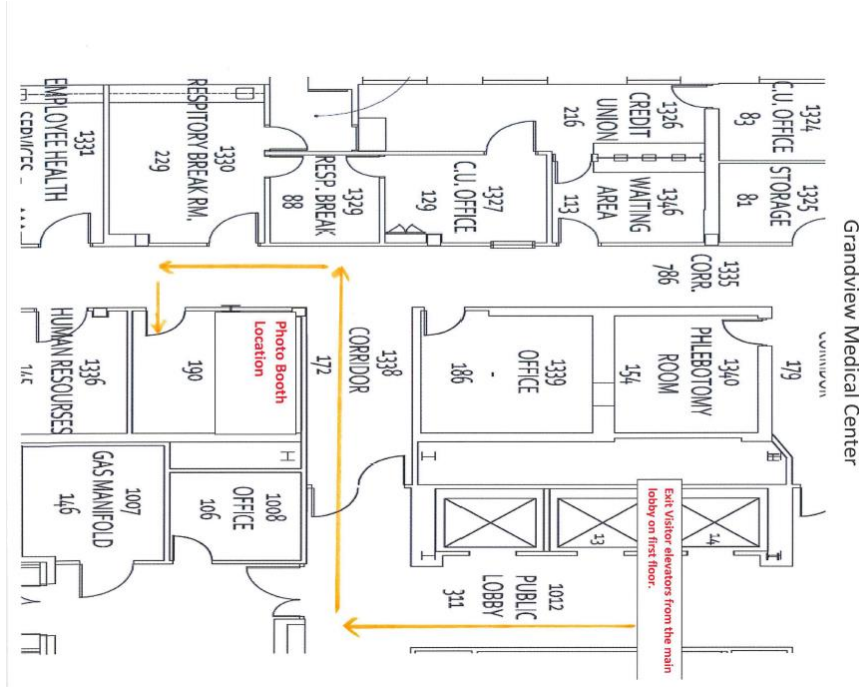 Grandview Medical Center
1324
C.U. OFFICE
83
1325
STORAGE
81
1326
CREDIT
UNION
216
1346
WAITING
AREA
113
1335
CORR.
786
179
1327
C.U. OFFICE
129
1329
RESP. BREAK
88
1330
RESPITORY BREAK RM.
229
1331
EMPLOYEE HEALTH
1340
PHLEBOTOMY
ROOM
154
1339
OFFICE
-
186
1338
CORRIDOR
172
Photo Booth
Location
190
1336
HUMAN RESOURSES
Exit Visitor elevators from the main
lobby on first floor.
14
13
1012
PUBLIC
LOBBY
311
1008
OFFICE
106
1007
GAS MANIFOLD
146